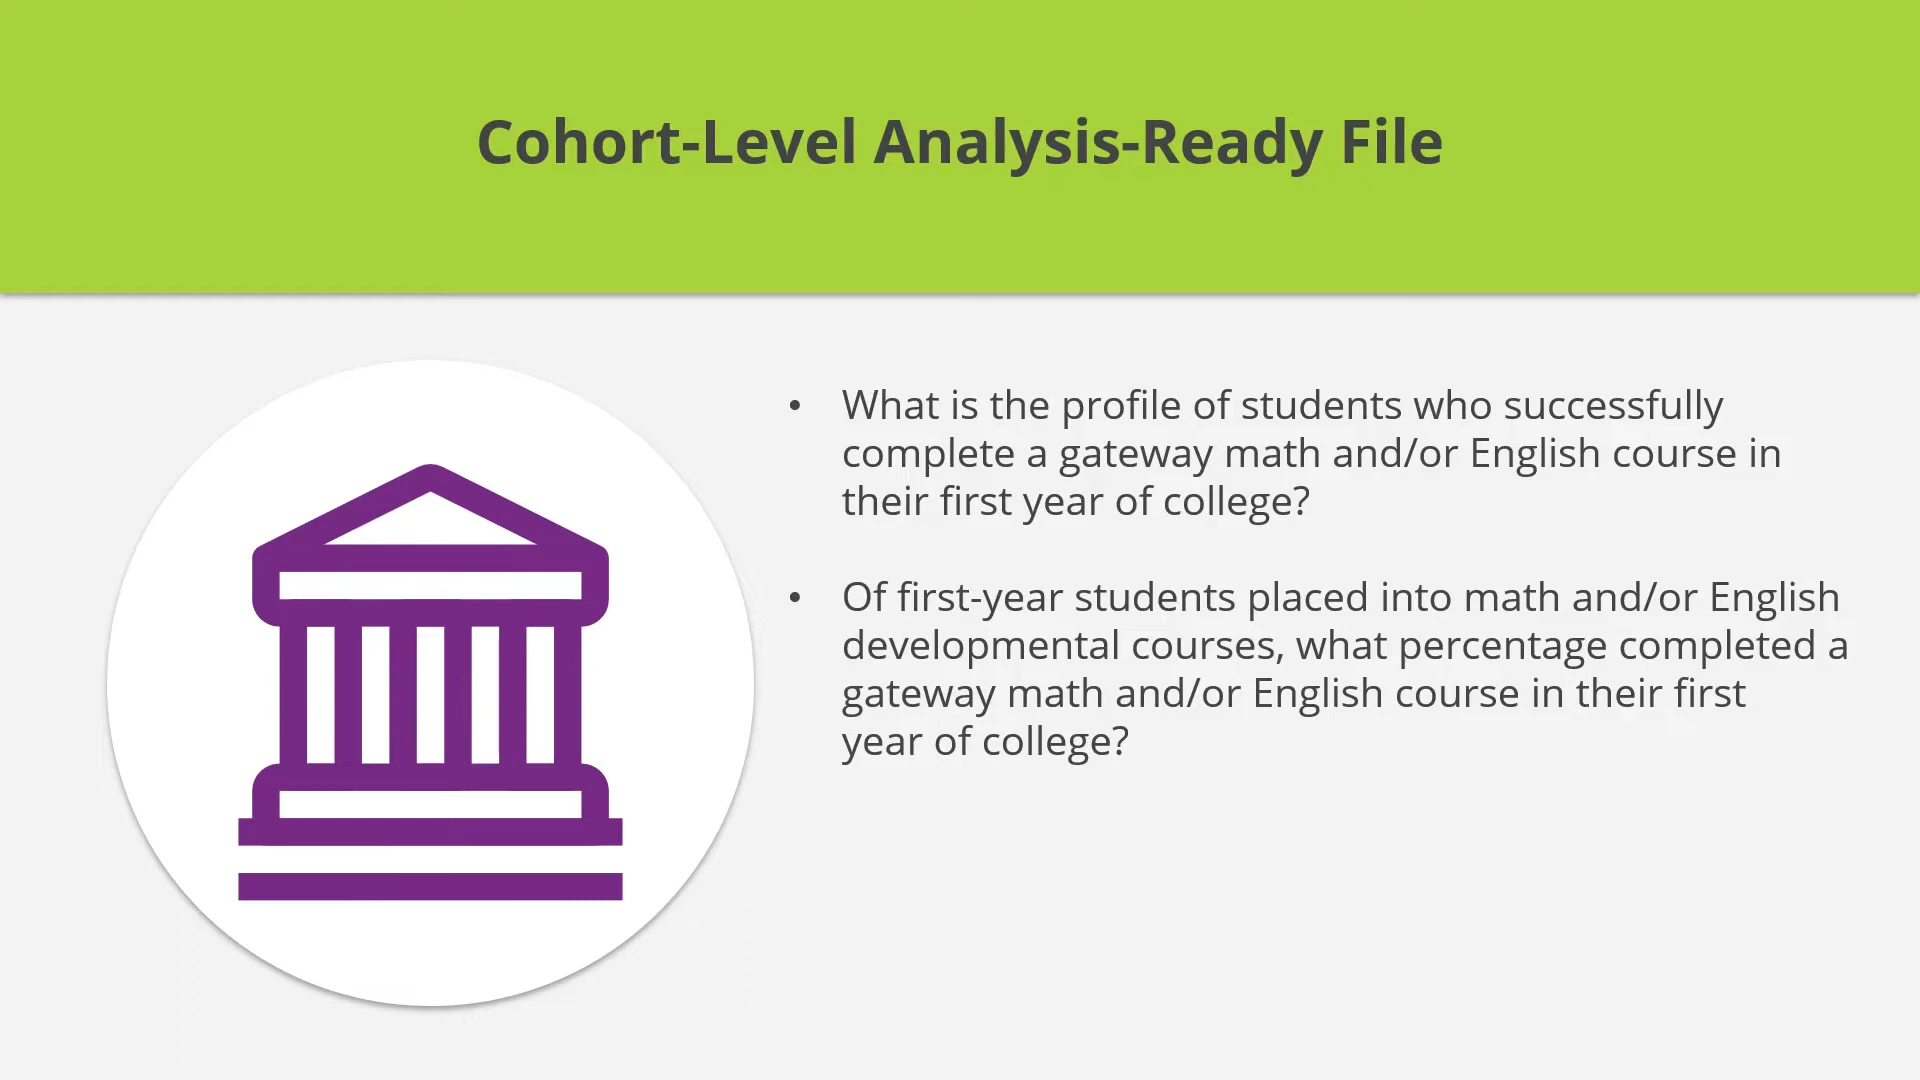 Cohort-Level Analysis-Ready File
• What is the profile of students who successfully
complete a gateway math and/or English course in
their first year of college?
• Of first-year students placed into math and/or English
developmental courses, what percentage completed a
gateway math and/or English course in their first
year of college?